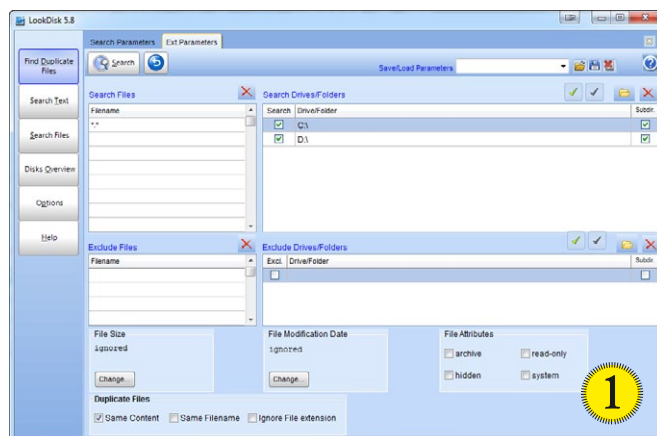 LookDisk 5.8
Search Parameters Ext Parameters
Find Duplicate
Files
Search
Save/Load Parameters
Search Text
Search Files
Disks Overview
Options
Help
Search Files
Filename
*.*
Search Drives/Folders
Search Drive/Folder Subdir.
C:\
D:\
Exclude Files
Filename
Exclude Drives/Folders
Excl. Drive/Folder Subdir.
File Size
ignored
Change...
File Modification Date
ignored
Change...
File Attributes
archive read-only
hidden system
Duplicate Files
Same Content Same Filename Ignore File extension
1